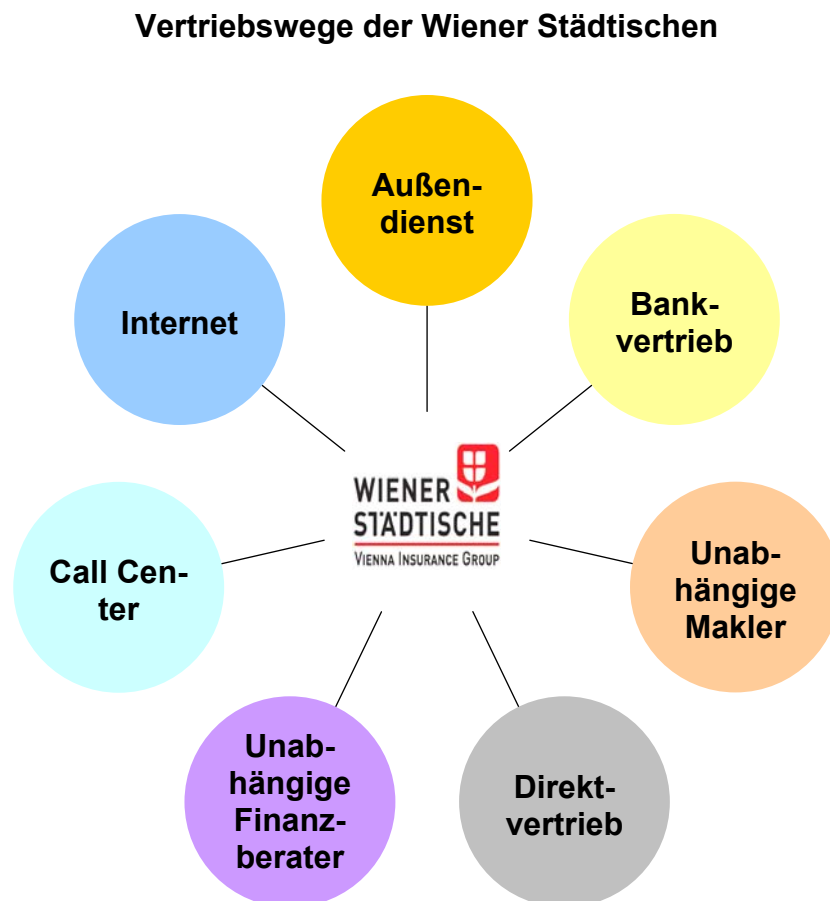 Vertriebswege der Wiener Städtischen
Außen-
dienst
Bank-
vertrieb
Unab-
hängige
Makler
Direkt-
vertrieb
Unab-
hängige
Finanz-
berater
Call Cen-
ter
Internet
WIENER
STÄDTISCHE
VIENNA INSURANCE GROUP